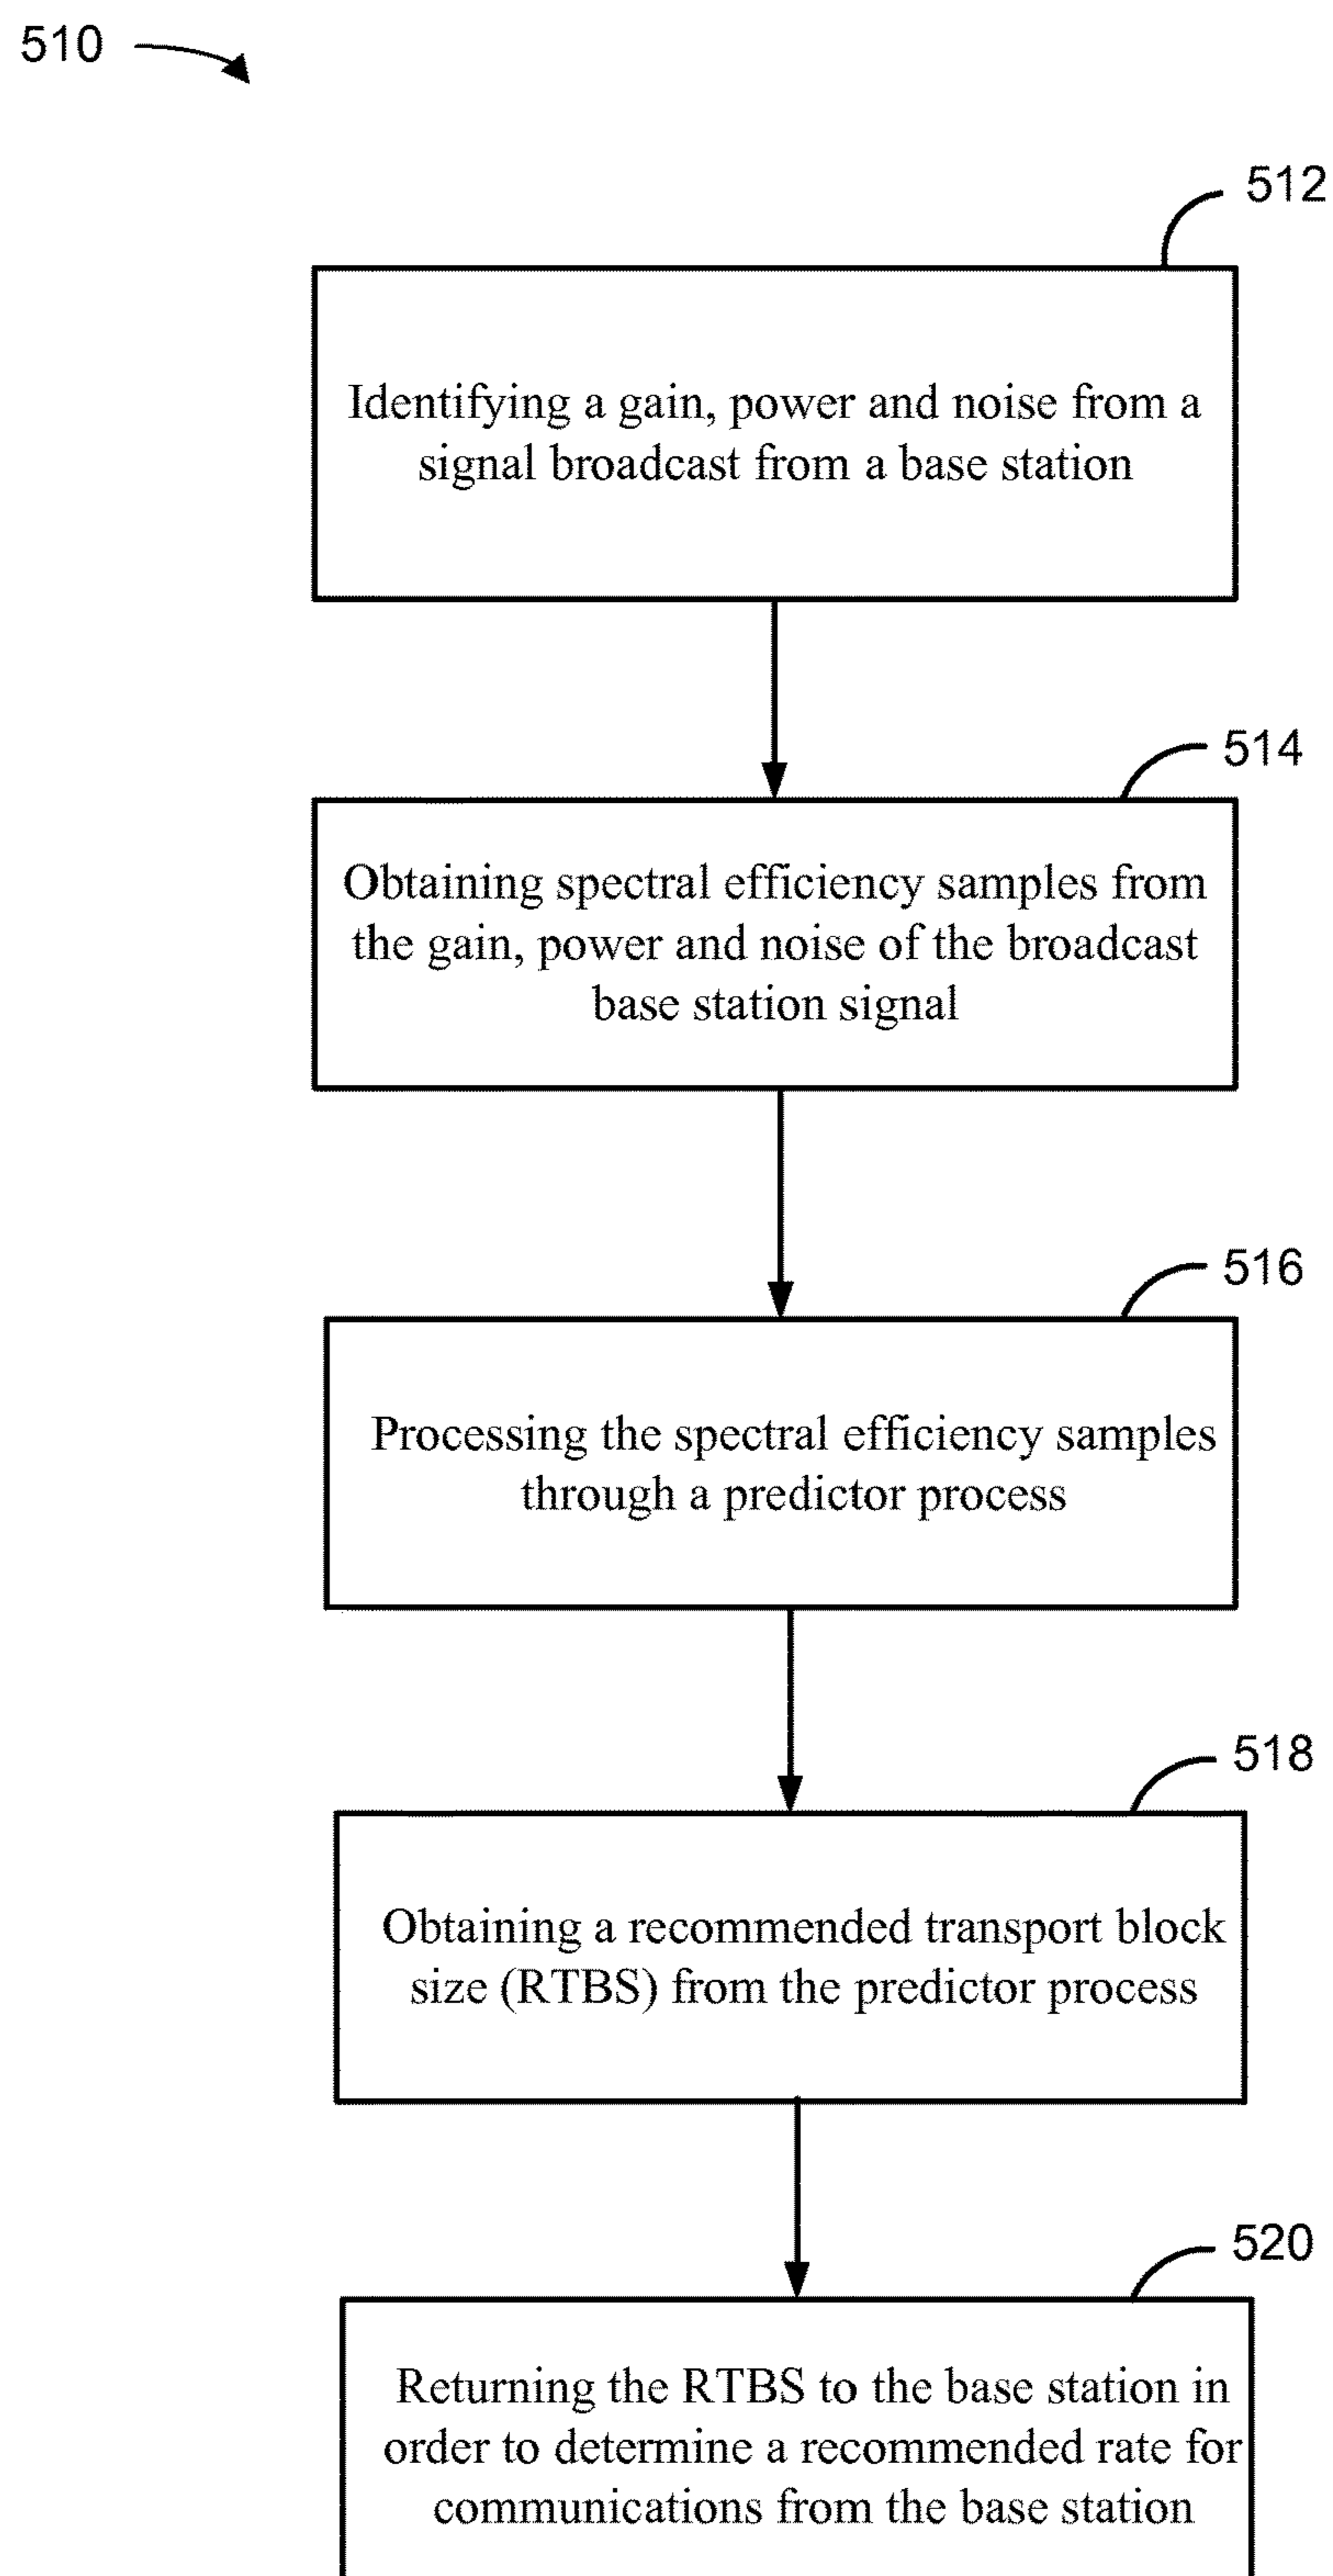 510
512
Identifying a gain, power and noise from a
signal broadcast from a base station
514
Obtaining spectral efficiency samples from
the gain, power and noise of the broadcast
base station signal
516
Processing the spectral efficiency samples
through a predictor process
518
Obtaining a recommended transport block
size (RTBS) from the predictor process
520
Returning the RTBS to the base station in
order to determine a recommended rate for
communications from the base station